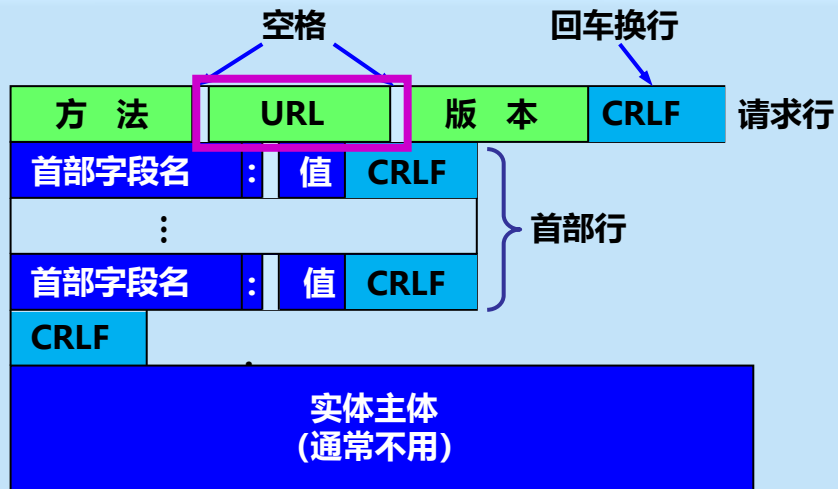 空格 回车换行
方 法 URL 版 本 CRLF 请求行
首部字段名 : 值 CRLF
⋮ 首部行
首部字段名 : 值 CRLF
CRLF
实体主体
(通常不用)